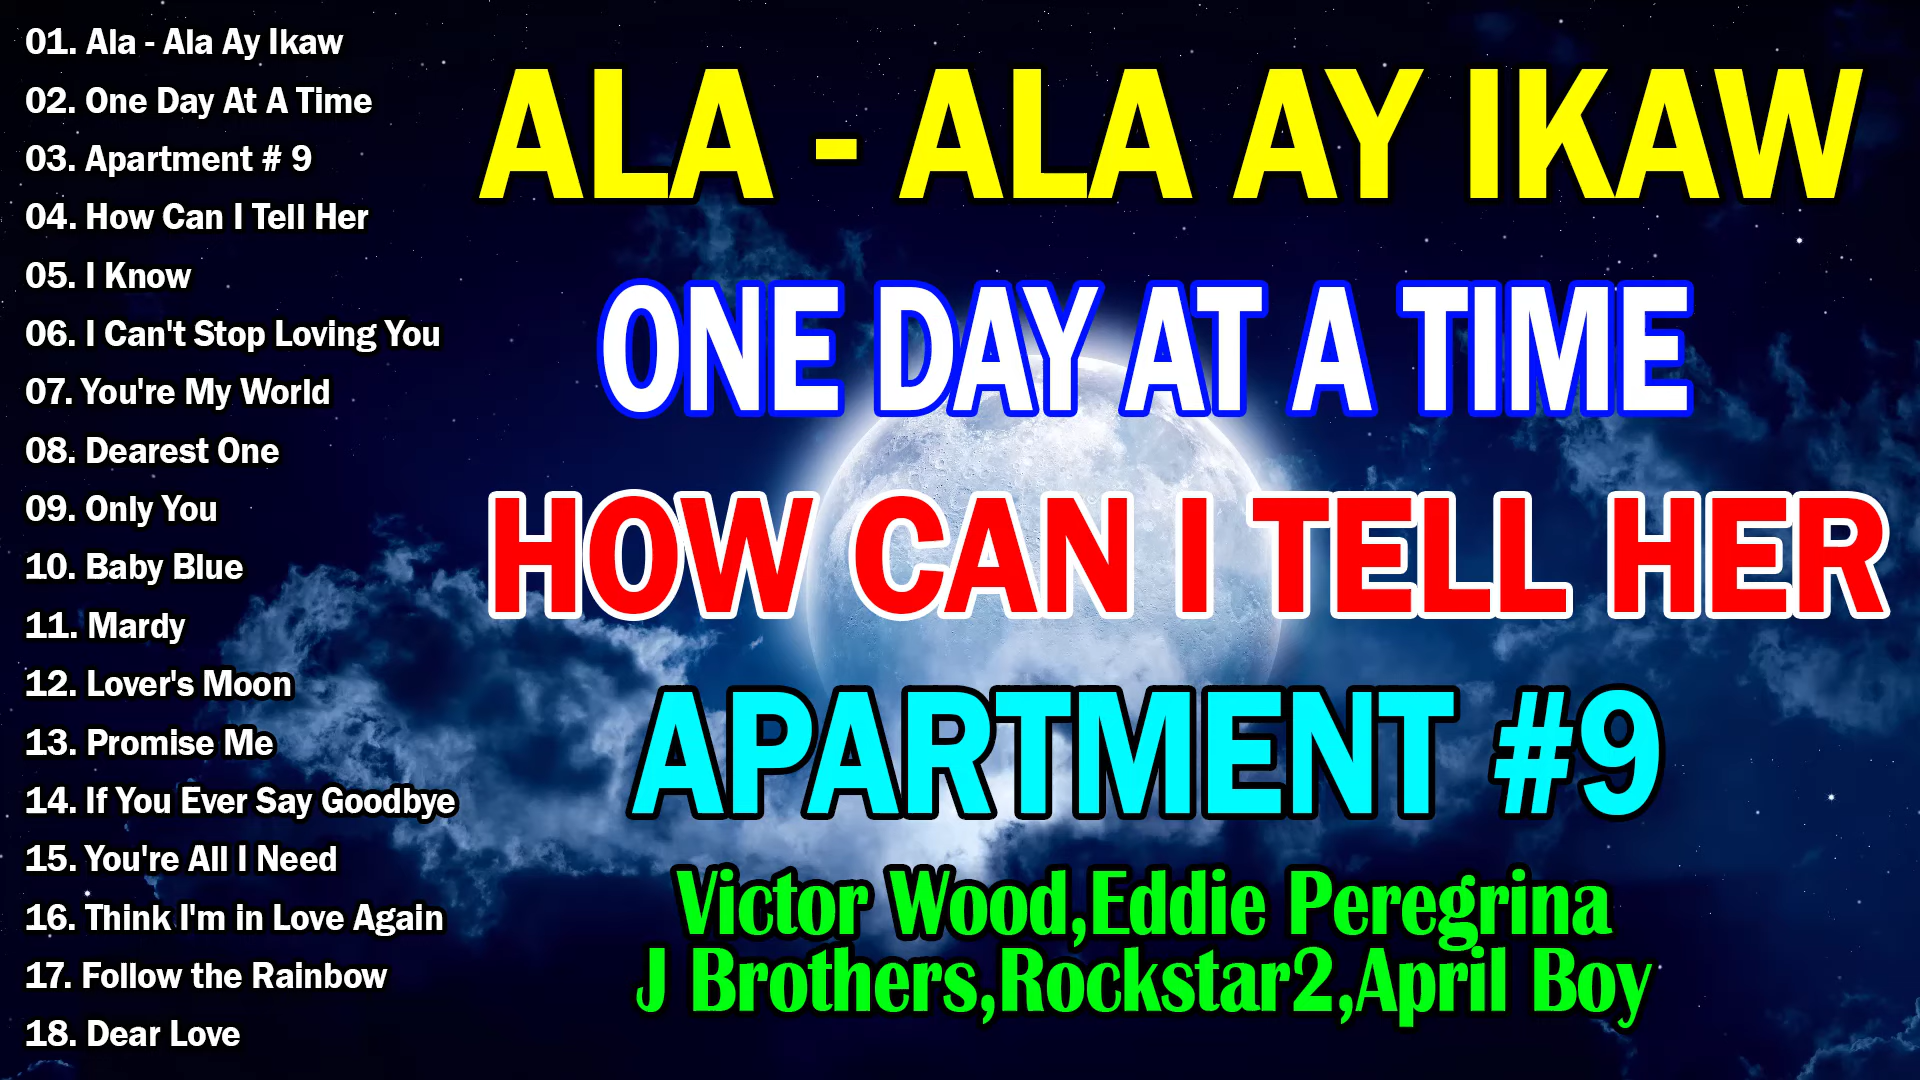 01. Ala - Ala Ay Ikaw
02. One Day At A Time
03. Apartment # 9
04. How Can I Tell Her
05. I Know
06. I Can't Stop Loving You
07. You're My World
08. Dearest One
09. Only You
10. Baby Blue
11. Mardy
12. Lover's Moon
13. Promise Me
14. If You Ever Say Goodbye
15. You're All I Need
16. Think I'm in Love Again
17. Follow the Rainbow
18. Dear Love
ALA - ALA AY IKAW
ONE DAY AT A TIME
HOW CAN I TELL HER
APARTMENT #9
Victor Wood,Eddie Peregrina
J Brothers,Rockstar2,April Boy